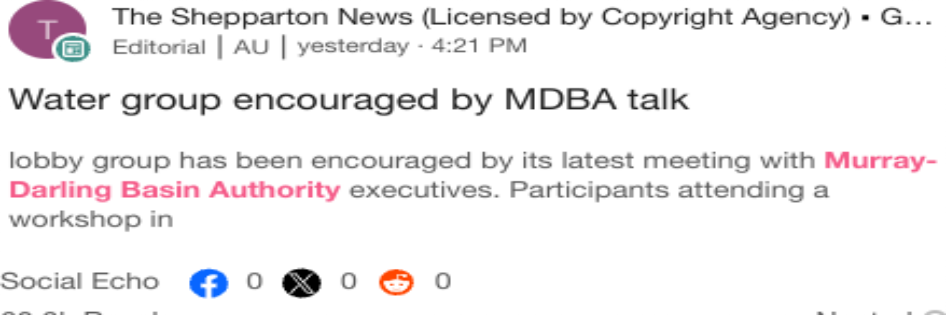 T
The Shepparton News (Licensed by Copyright Agency) • G...
Editorial | AU | yesterday · 4:21 PM
Water group encouraged by MDBA talk
lobby group has been encouraged by its latest meeting with Murray-
Darling Basin Authority executives. Participants attending a
workshop in
Social Echo 0 0 0